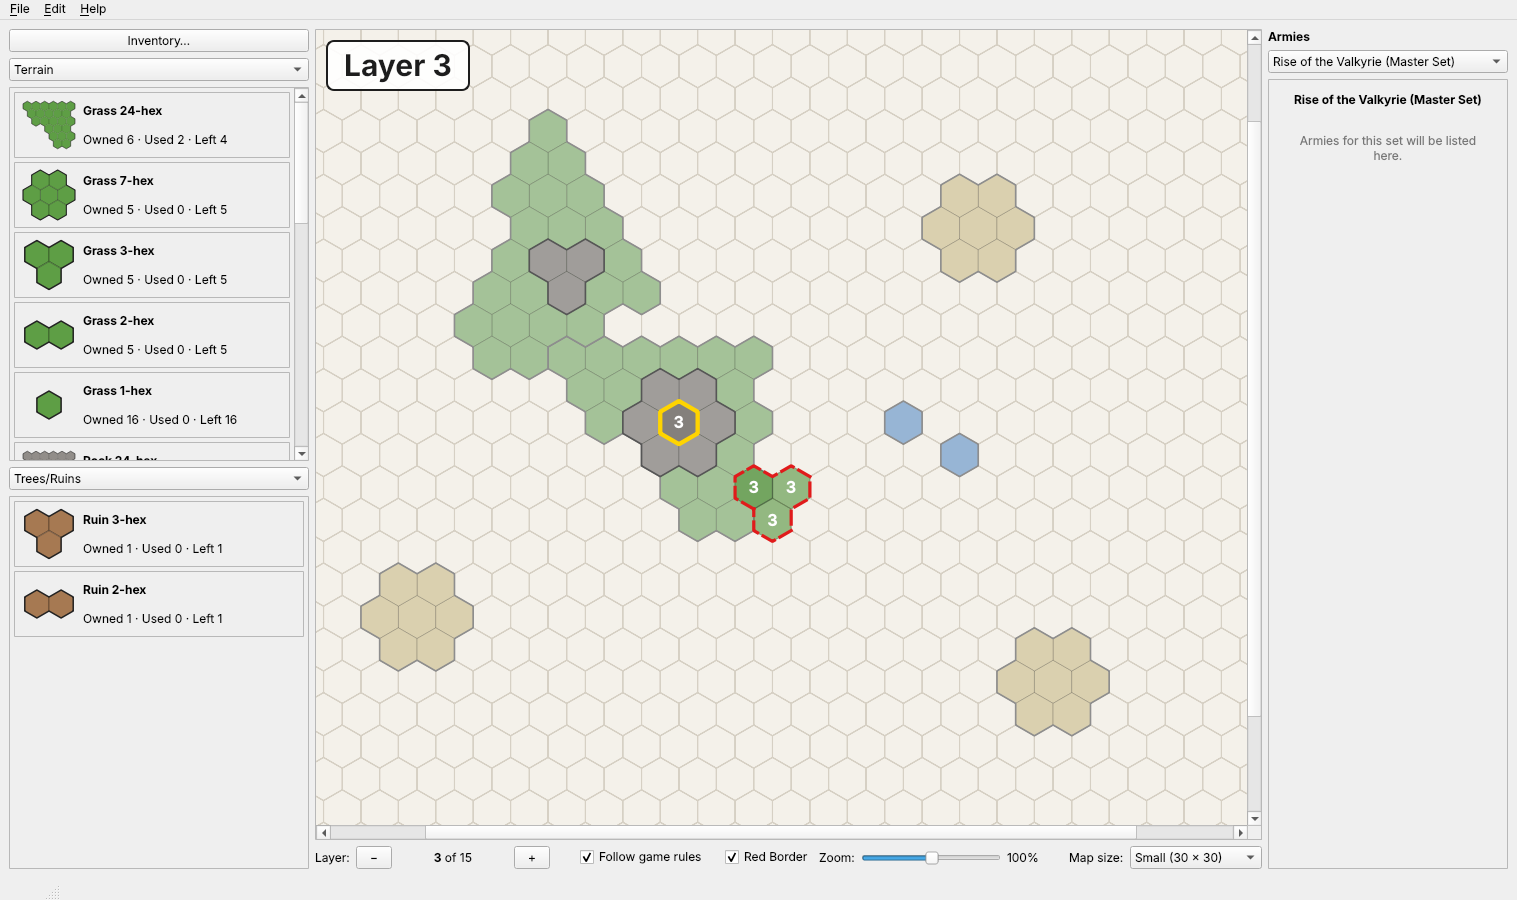 File Edit Help
Inventory...
Terrain
Grass 24-hex
Owned 6 · Used 2 · Left 4
Grass 7-hex
Owned 5 · Used 0 · Left 5
Grass 3-hex
Owned 5 · Used 0 · Left 5
Grass 2-hex
Owned 5 · Used 0 · Left 5
Grass 1-hex
Owned 16 · Used 0 · Left 16
Rock 24-hex
Trees/Ruins
Ruin 3-hex
Owned 1 · Used 0 · Left 1
Ruin 2-hex
Owned 1 · Used 0 · Left 1
Layer 3
3
3 3
3
Layer: − 3 of 15 + Follow game rules Red Border Zoom: 100% Map size: Small (30 × 30)
Armies
Rise of the Valkyrie (Master Set)
Rise of the Valkyrie (Master Set)
Armies for this set will be listed
here.